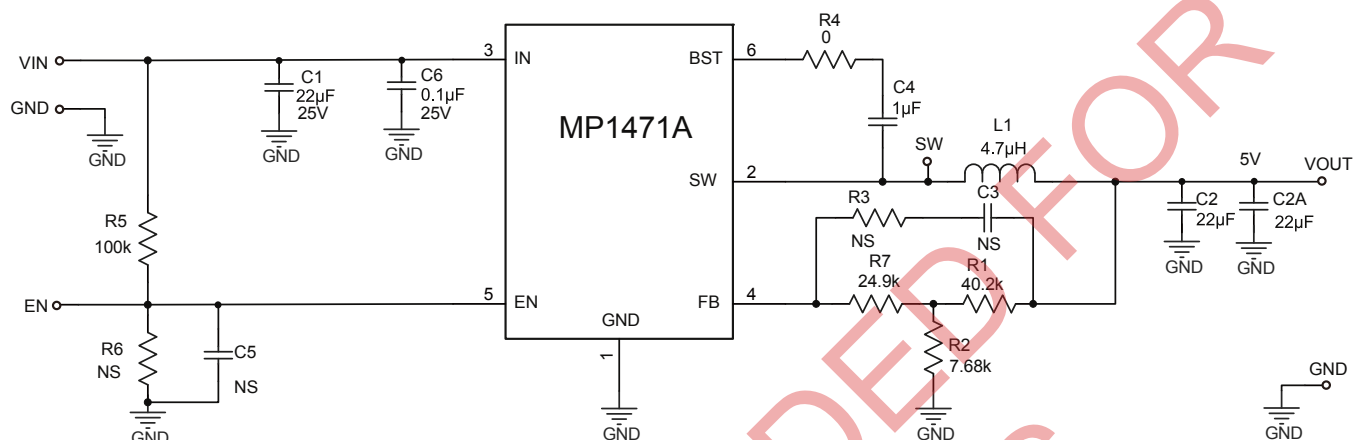 VIN
GND
GND
R5
100k
EN
R6
NS
C5
NS
GND
C1
22µF
25V
GND
C6
0.1µF
25V
GND
3
IN
MP1471A
5
EN
GND
1
GND
BST
6
SW
2
FB
4
R4
0
C4
1µF
SW
L1
4.7µH
R3
NS
C3
NS
R7
24.9k
R1
40.2k
R2
7.68k
GND
5V
VOUT
C2
22µF
GND
C2A
22µF
GND
GND
GND
DED FOR